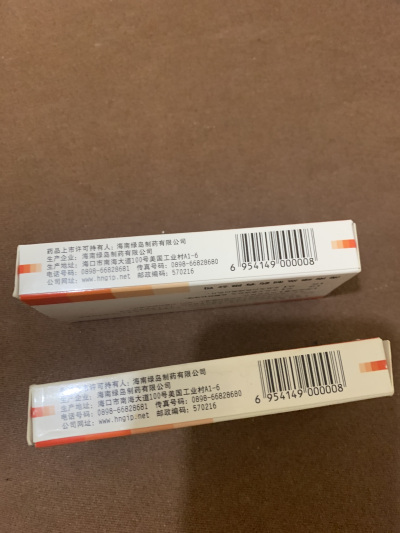 药品上市许可持有人：海南绿岛制药有限公司
生产企业：海南绿岛制药有限公司
生产地址：海口市南海大道100号美国工业村A1-6
电话号码：0898-66828681 传真号码：0898-66828680
公司网址：www.hngip.net 邮政编码：570216
6 954149 000008
可持有人：海南绿岛制药有限公司
生产企业：海南绿岛制药有限公司
生产地址：海口市南海大道100号美国工业村A1-6
电话号码：0898-66828681 传真号码：0898-66828680
公司网址：www.hngip.net 邮政编码：570216
6 954149 000008